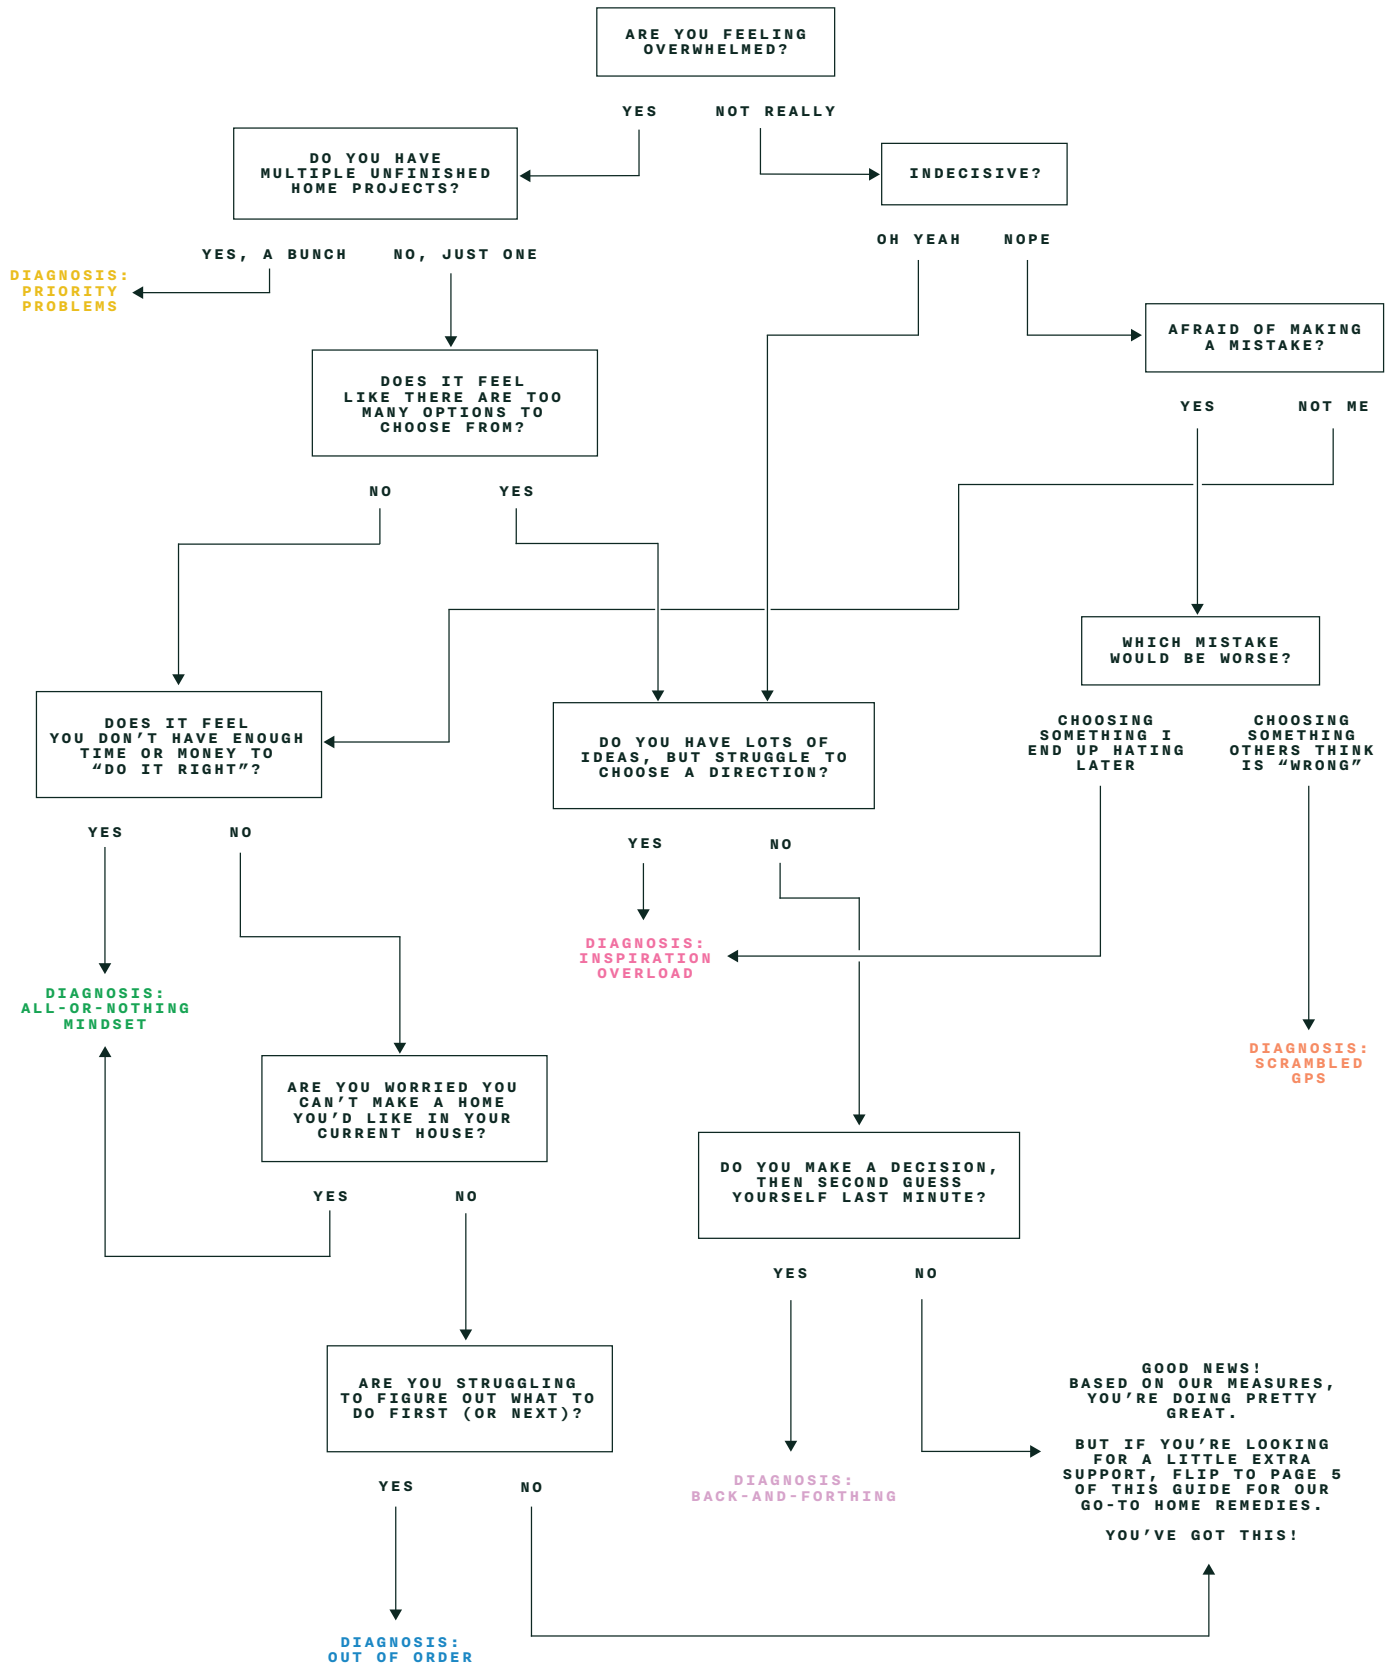 ARE YOU FEELING
OVERWHELMED?
YES
NOT REALLY
DO YOU HAVE
MULTIPLE UNFINISHED
HOME PROJECTS?
INDECISIVE?
YES, A BUNCH
NO, JUST ONE
OH YEAH
NOPE
DIAGNOSIS:
PRIORITY
PROBLEMS
AFRAID OF MAKING
A MISTAKE?
DOES IT FEEL
LIKE THERE ARE TOO
MANY OPTIONS TO
CHOOSE FROM?
YES
NOT ME
NO
YES
WHICH MISTAKE
WOULD BE WORSE?
DOES IT FEEL
YOU DON’T HAVE ENOUGH
TIME OR MONEY TO
“DO IT RIGHT”?
DO YOU HAVE LOTS OF
IDEAS, BUT STRUGGLE TO
CHOOSE A DIRECTION?
CHOOSING
SOMETHING I
END UP HATING
LATER
CHOOSING
SOMETHING
OTHERS THINK
IS “WRONG”
YES
NO
YES
NO
DIAGNOSIS:
INSPIRATION
OVERLOAD
DIAGNOSIS:
ALL-OR-NOTHING
MINDSET
DIAGNOSIS:
SCRAMBLED
GPS
ARE YOU WORRIED YOU
CAN’T MAKE A HOME
YOU’D LIKE IN YOUR
CURRENT HOUSE?
DO YOU MAKE A DECISION,
THEN SECOND GUESS
YOURSELF LAST MINUTE?
YES
NO
YES
NO
ARE YOU STRUGGLING
TO FIGURE OUT WHAT TO
DO FIRST (OR NEXT)?
GOOD NEWS!
BASED ON OUR MEASURES,
YOU’RE DOING PRETTY
GREAT.
BUT IF YOU’RE LOOKING
FOR A LITTLE EXTRA
SUPPORT, FLIP TO PAGE 5
OF THIS GUIDE FOR OUR
GO-TO HOME REMEDIES.
YOU’VE GOT THIS!
DIAGNOSIS:
BACK-AND-FORTHING
YES
NO
DIAGNOSIS:
OUT OF ORDER